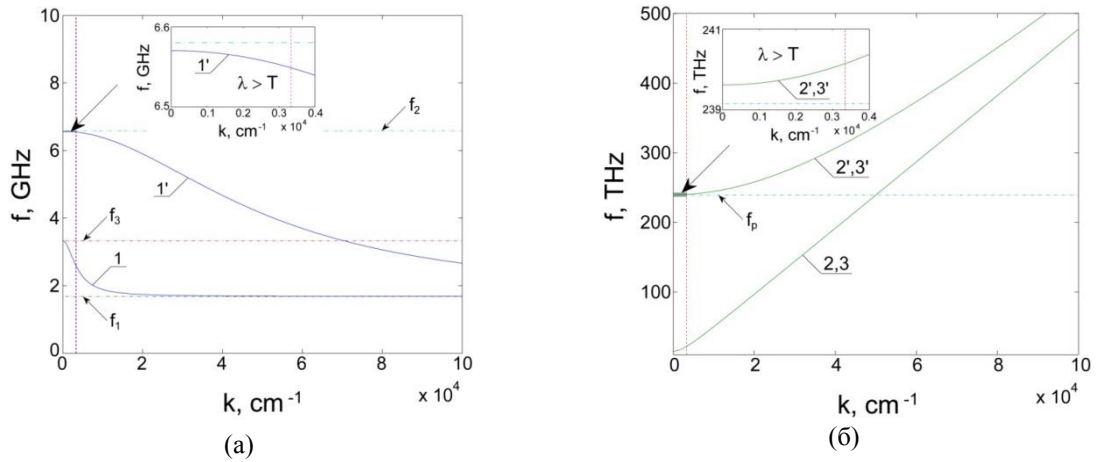 10
8
6
4
2
0
f, GHz
0
2
4
6
8
10
x 10⁴
k, cm⁻¹
6.6
6.5
f, GHz
1'
λ > T
0
0.1
0.2
0.3
0.4
k, cm⁻¹
x 10⁴
f₂
1'
f₃
1
f₁
(а)
500
400
300
200
100
f, THz
0
2
4
6
8
10
x 10⁴
k, cm⁻¹
241
239
f, THz
λ > T
2',3'
0
0.1
0.2
0.3
0.4
k, cm⁻¹
x 10⁴
2',3'
fₚ
2,3
(б)